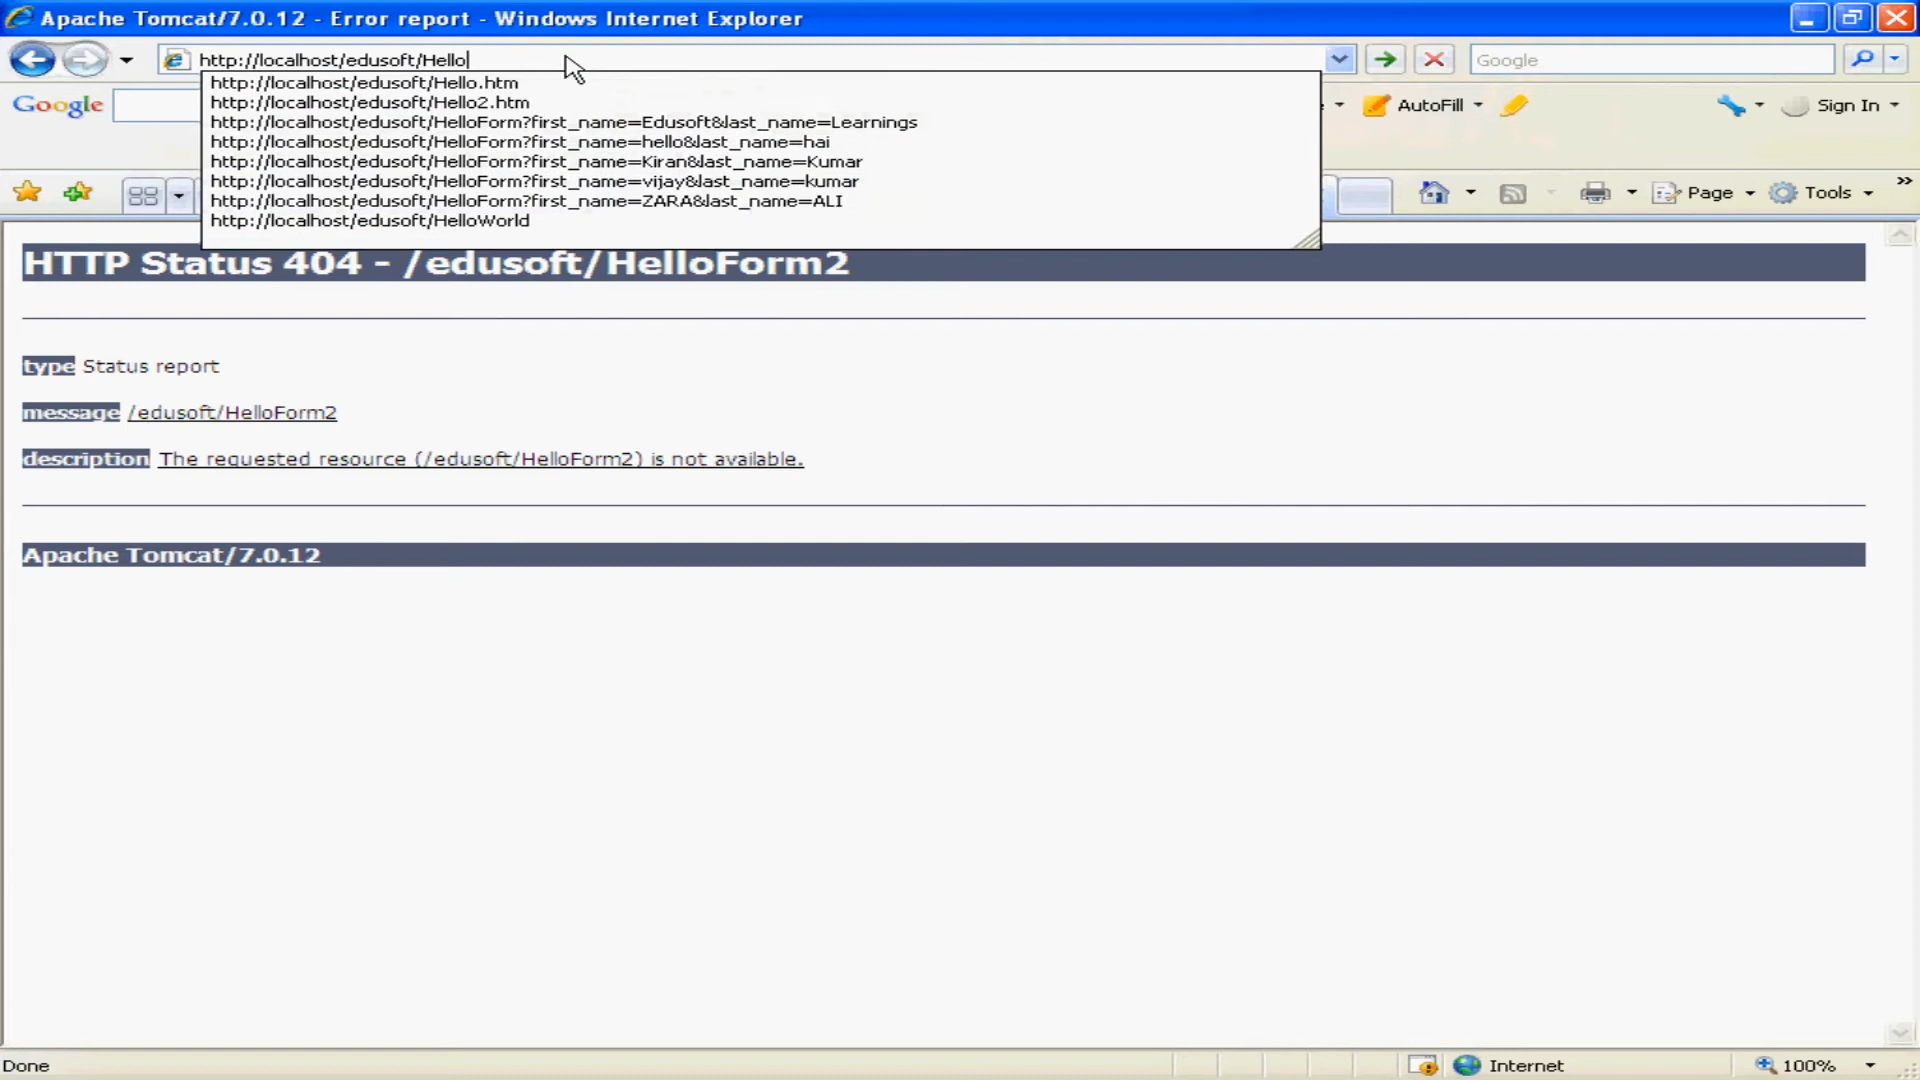 Apache Tomcat/7.0.12 - Error report - Windows Internet Explorer
http://localhost/edusoft/Hello
Google
http://localhost/edusoft/Hello.htm
http://localhost/edusoft/Hello2.htm
http://localhost/edusoft/HelloForm?first_name=Edusoft&last_name=Learnings
http://localhost/edusoft/HelloForm?first_name=hello&last_name=hai
http://localhost/edusoft/HelloForm?first_name=Kiran&last_name=Kumar
http://localhost/edusoft/HelloForm?first_name=vijay&last_name=kumar
http://localhost/edusoft/HelloForm?first_name=ZARA&last_name=ALI
http://localhost/edusoft/HelloWorld
Google
AutoFill
Sign In
Page
Tools
HTTP Status 404 - /edusoft/HelloForm2
type Status report
message /edusoft/HelloForm2
description The requested resource (/edusoft/HelloForm2) is not available.
Apache Tomcat/7.0.12
Done
Internet
100%